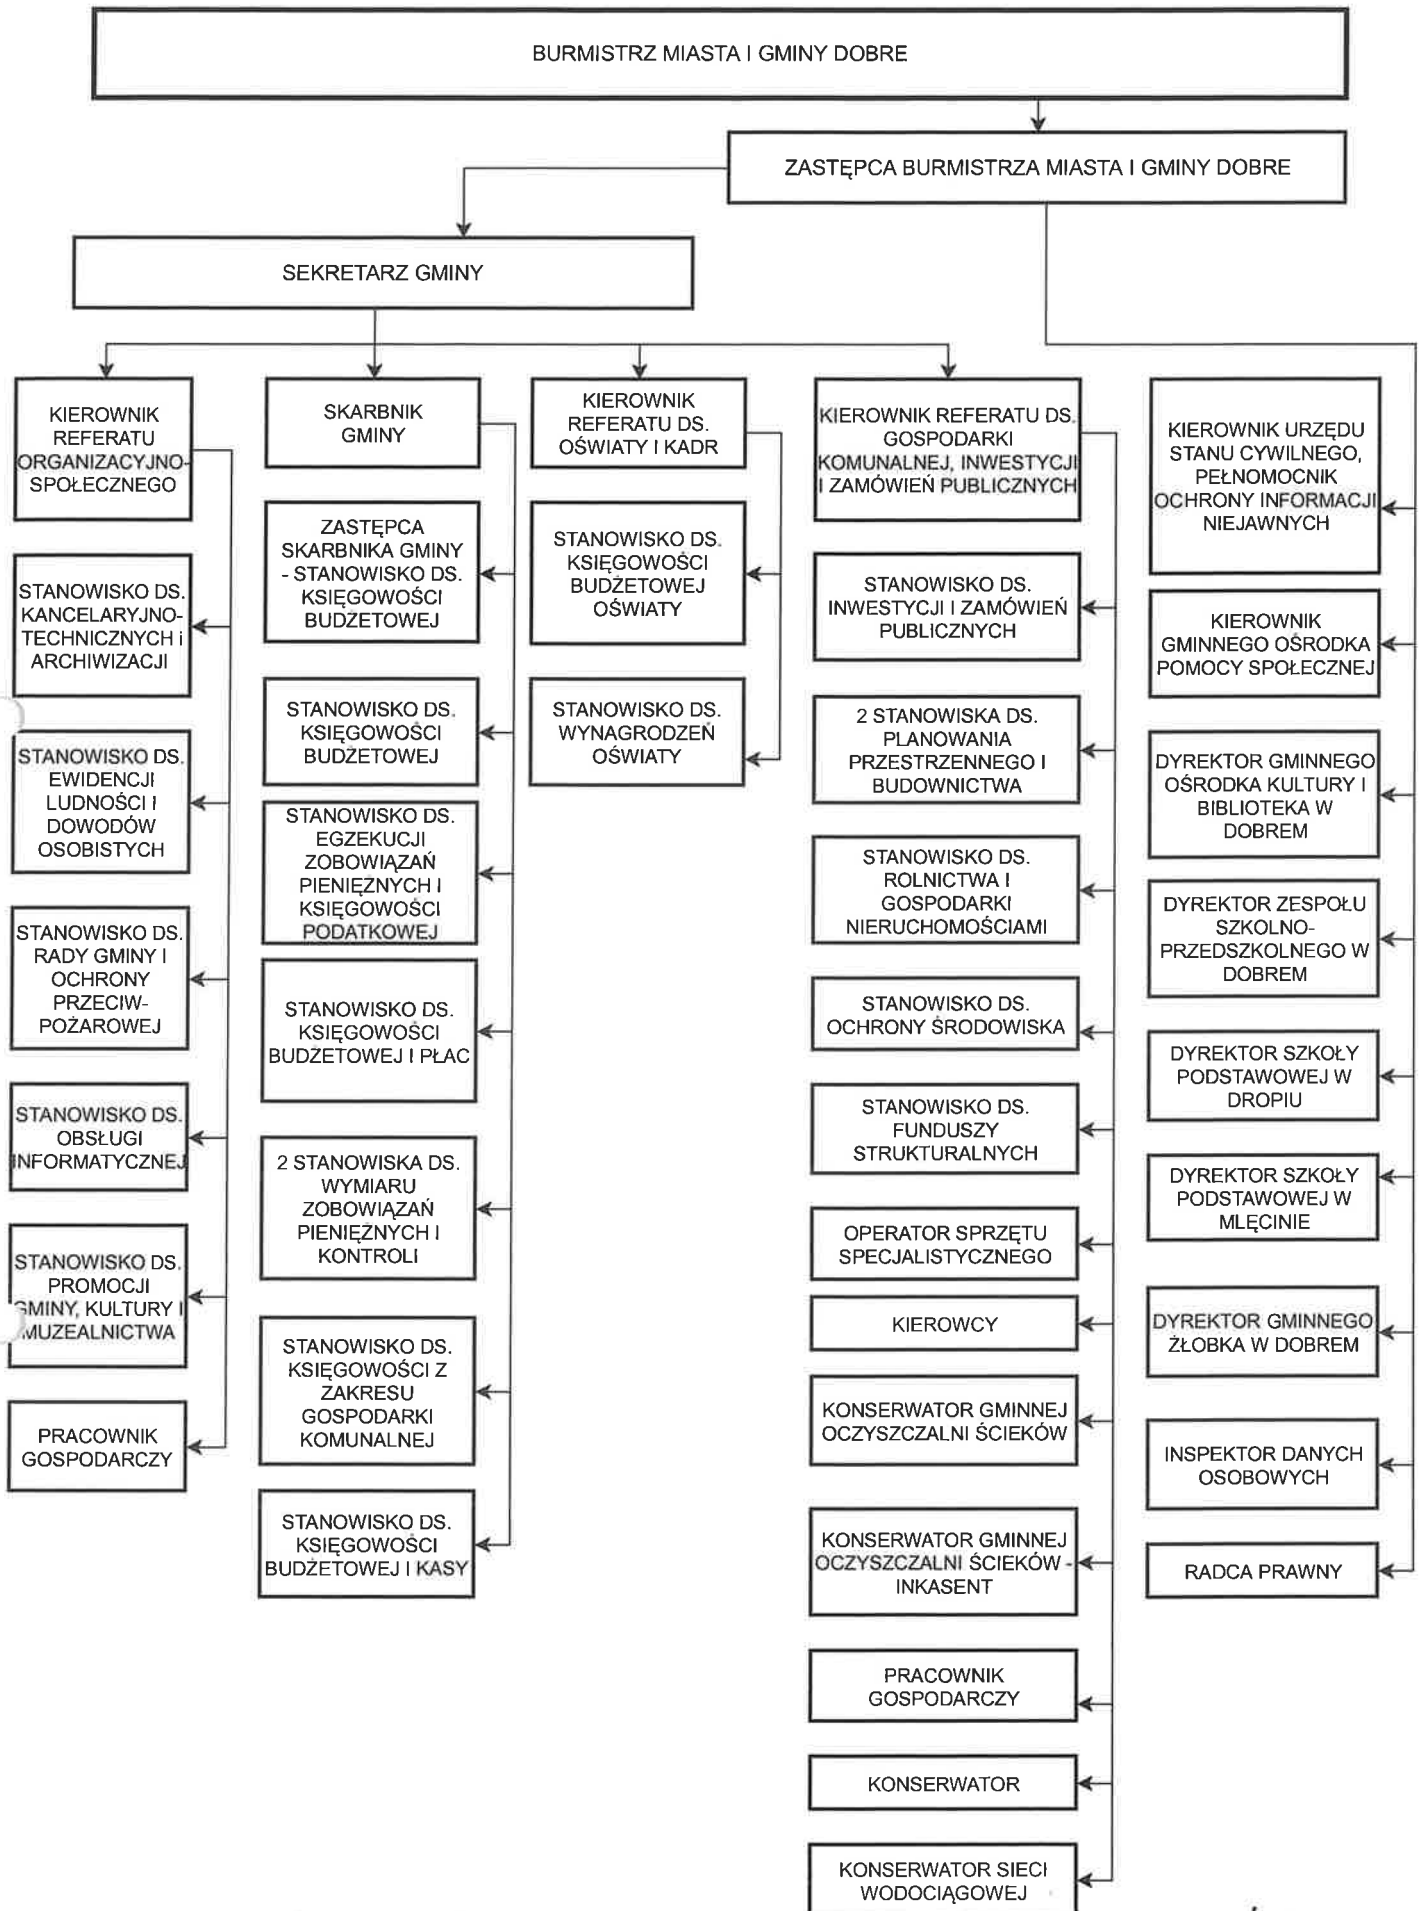 BURMISTRZ MIASTA I GMINY DOBRE
ZASTĘPCA BURMISTRZA MIASTA I GMINY DOBRE
SEKRETARZ GMINY
KIEROWNIK
REFERATU
ORGANIZACYJNO-
SPOŁECZNEGO
STANOWISKO DS.
KANCELARYJNO-
TECHNICZNYCH i
ARCHIWIZACJI
STANOWISKO DS.
EWIDENCJI
LUDNOŚCI I
DOWODÓW
OSOBISTYCH
STANOWISKO DS.
RADY GMINY I
OCHRONY
PRZECIW-
POŻAROWEJ
STANOWISKO DS.
OBSŁUGI
INFORMATYCZNEJ
STANOWISKO DS.
PROMOCJI
GMINY, KULTURY I
MUZEALNICTWA
PRACOWNIK
GOSPODARCZY
SKARBNIK
GMINY
ZASTĘPCA
SKARBNIKA GMINY
- STANOWISKO DS.
KSIĘGOWOŚCI
BUDŻETOWEJ
STANOWISKO DS.
KSIĘGOWOŚCI
BUDŻETOWEJ
STANOWISKO DS.
EGZEKUCJI
ZOBOWIĄZAŃ
PIENIĘŻNYCH I
KSIĘGOWOŚCI
PODATKOWEJ
STANOWISKO DS.
KSIĘGOWOŚCI
BUDŻETOWEJ I PŁAC
2 STANOWISKA DS.
WYMIARU
ZOBOWIĄZAŃ
PIENIĘŻNYCH I
KONTROLI
STANOWISKO DS.
KSIĘGOWOŚCI Z
ZAKRESU
GOSPODARKI
KOMUNALNEJ
STANOWISKO DS.
KSIĘGOWOŚCI
BUDŻETOWEJ I KASY
KIEROWNIK
REFERATU DS.
OŚWIATY I KADR
STANOWISKO DS.
KSIĘGOWOŚCI
BUDŻETOWEJ
OŚWIATY
STANOWISKO DS.
WYNAGRODZEŃ
OŚWIATY
KIEROWNIK REFERATU DS.
GOSPODARKI
KOMUNALNEJ, INWESTYCJI
I ZAMÓWIEŃ PUBLICZNYCH
STANOWISKO DS.
INWESTYCJI I ZAMÓWIEŃ
PUBLICZNYCH
2 STANOWISKA DS.
PLANOWANIA
PRZESTRZENNEGO I
BUDOWNICTWA
STANOWISKO DS.
ROLNICTWA I
GOSPODARKI
NIERUCHOMOŚCIAMI
STANOWISKO DS.
OCHRONY ŚRODOWISKA
STANOWISKO DS.
FUNDUSZY
STRUKTURALNYCH
OPERATOR SPRZĘTU
SPECJALISTYCZNEGO
KIEROWCY
KONSERWATOR GMINNEJ
OCZYSZCZALNI ŚCIEKÓW
KONSERWATOR GMINNEJ
OCZYSZCZALNI ŚCIEKÓW -
INKASENT
PRACOWNIK
GOSPODARCZY
KONSERWATOR
KONSERWATOR SIECI
WODOCIĄGOWEJ
KIEROWNIK URZĘDU
STANU CYWILNEGO,
PEŁNOMOCNIK
OCHRONY INFORMACJI
NIEJAWNYCH
KIEROWNIK
GMINNEGO OŚRODKA
POMOCY SPOŁECZNEJ
DYREKTOR GMINNEGO
OŚRODKA KULTURY I
BIBLIOTEKA W
DOBREM
DYREKTOR ZESPOŁU
SZKOLNO-
PRZEDSZKOLNEGO W
DOBREM
DYREKTOR SZKOŁY
PODSTAWOWEJ W
DROPIU
DYREKTOR SZKOŁY
PODSTAWOWEJ W
MLĘCINIE
DYREKTOR GMINNEGO
ŻŁOBKA W DOBREM
INSPEKTOR DANYCH
OSOBOWYCH
RADCA PRAWNY